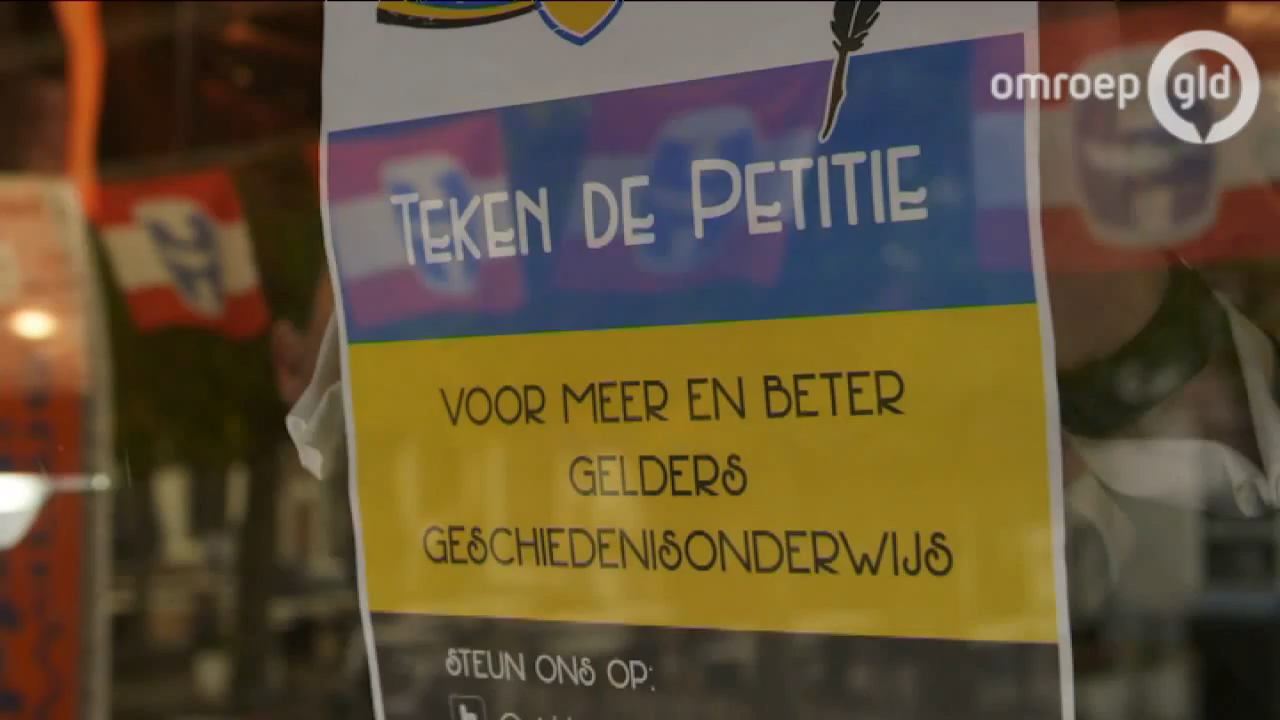 omroep gld
TEKEN DE PETITIE
VOOR MEER EN BETER
GELDERS
GESCHIEDENISONDERWIJS
STEUN ONS OP: